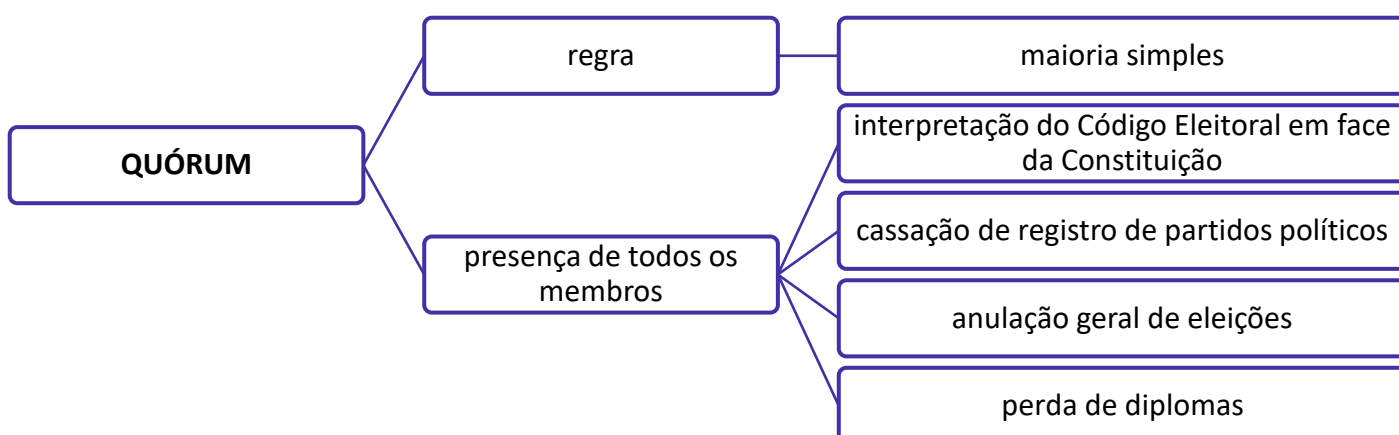 QUÓRUM
regra
maioria simples
presença de todos os
membros
interpretação do Código Eleitoral em face
da Constituição
cassação de registro de partidos políticos
anulação geral de eleições
perda de diplomas